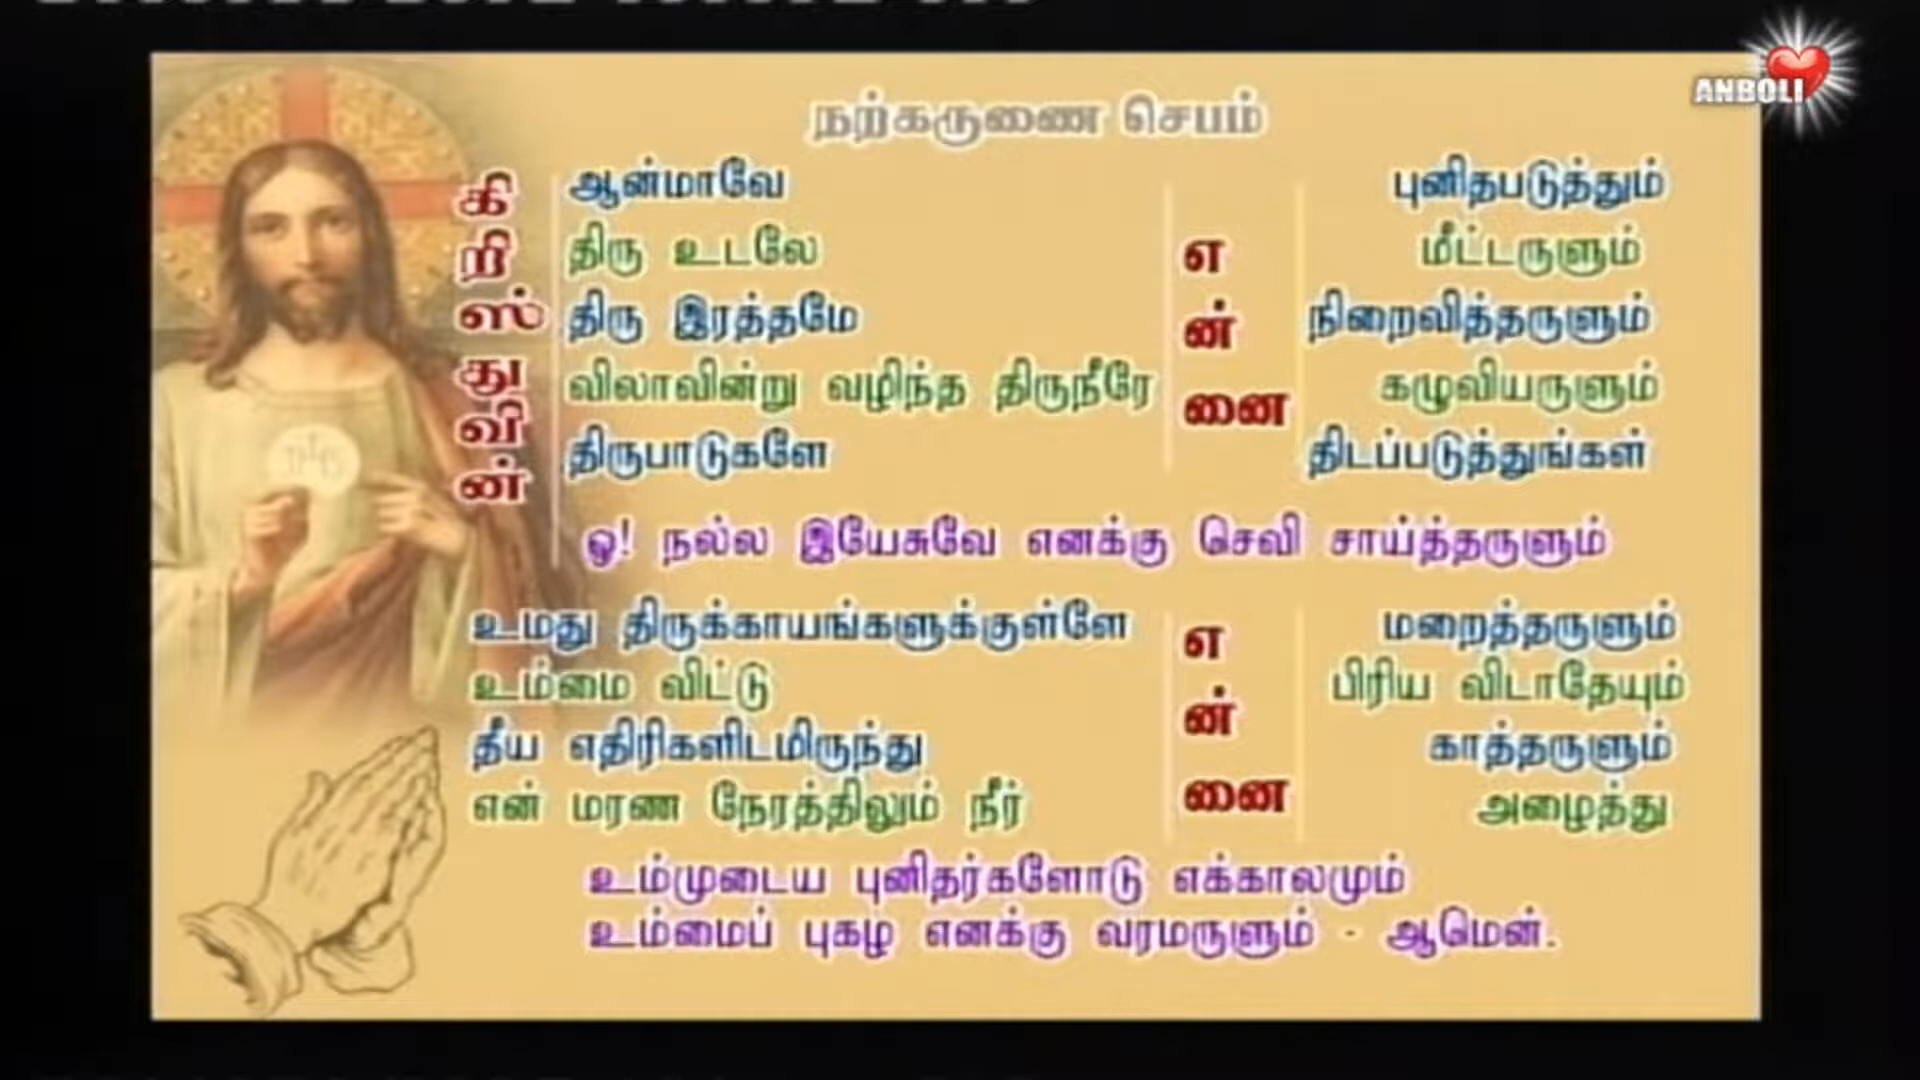 ANBOLI
நற்கருணை செபம்
கிறிஸ்துவின்
ஆன்மாவே என்னை புனிதபடுத்தும்
திரு உடலே மீட்டருளும்
திரு இரத்தமே நிறைவித்தருளும்
விலாவின்று வழிந்த திருநீரே கழுவியருளும்
திருபாடுகளே திடப்படுத்துங்கள்
ஓ! நல்ல இயேசுவே எனக்கு செவி சாய்த்தருளும்
உமது திருக்காயங்களுக்குள்ளே என்னை மறைத்தருளும்
உம்மை விட்டு பிரிய விடாதேயும்
தீய எதிரிகளிடமிருந்து காத்தருளும்
என் மரண நேரத்திலும் நீர் அழைத்து
உம்முடைய புனிதர்களோடு எக்காலமும்
உம்மைப் புகழ எனக்கு வரமருளும் - ஆமென்.